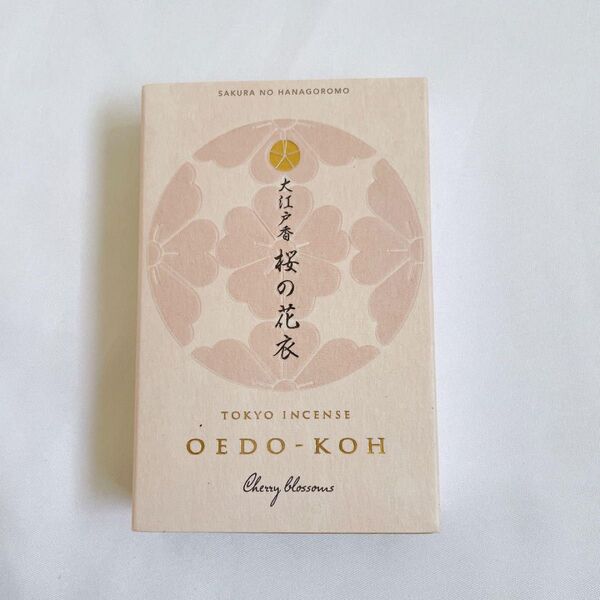 SAKURA NO HANAGOROMO
大江戸香 桜の花衣
TOKYO INCENSE
OEDO-KOH
Cherry blossoms